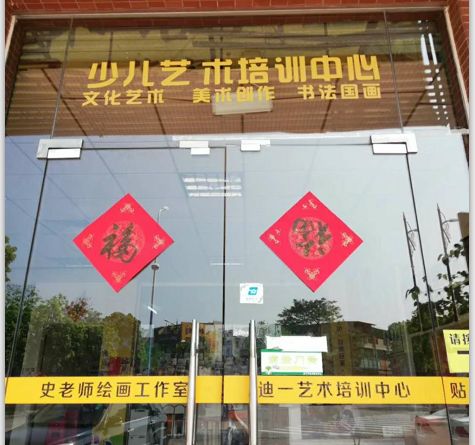 少儿艺术培训中心
文化艺术 美术创作 书法国画
福
请
史老师绘画工作室 迪一艺术培训中心 贴